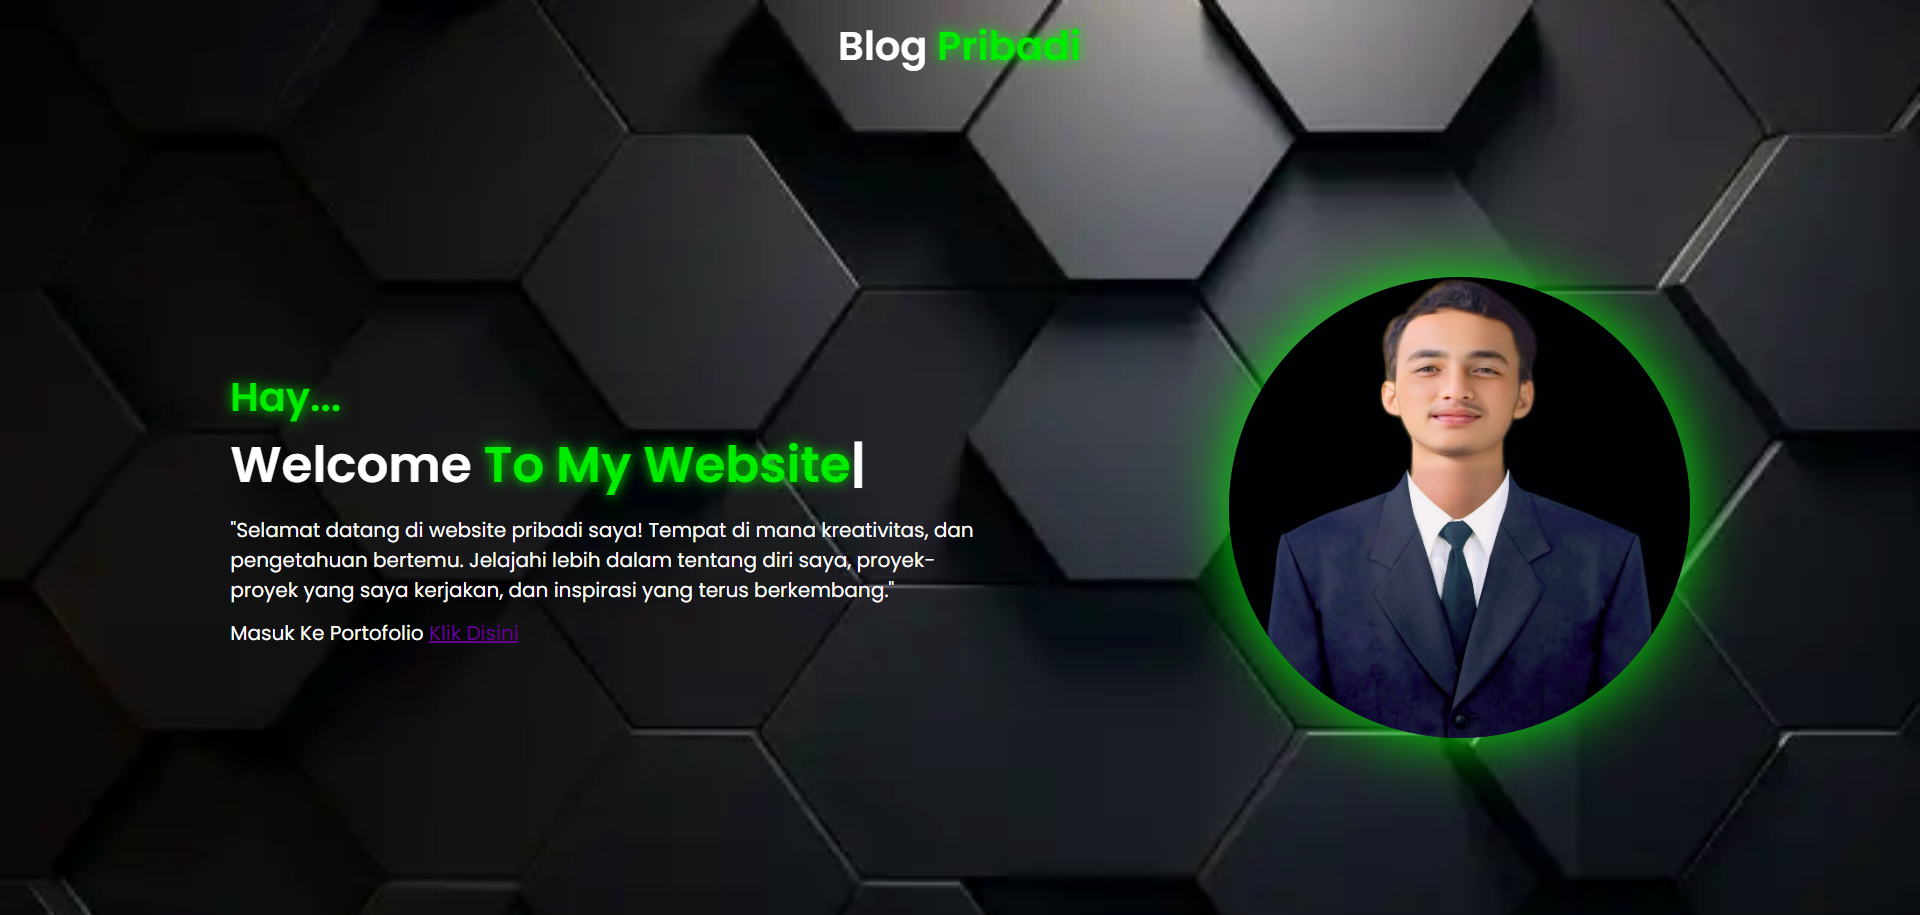 Blog Pribadi
Hay...
Welcome To My Website|
"Selamat datang di website pribadi saya! Tempat di mana kreativitas, dan
pengetahuan bertemu. Jelajahi lebih dalam tentang diri saya, proyek-
proyek yang saya kerjakan, dan inspirasi yang terus berkembang."
Masuk Ke Portofolio Klik Disini